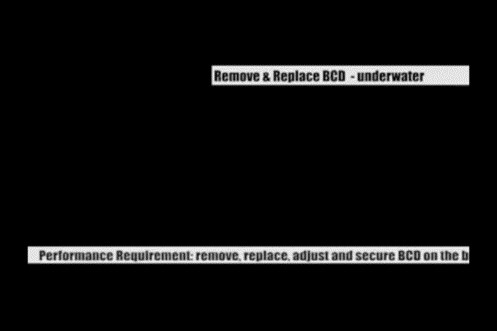 Remove & Replace BCD - underwater
Performance Requirement: remove, replace, adjust and secure BCD on the b